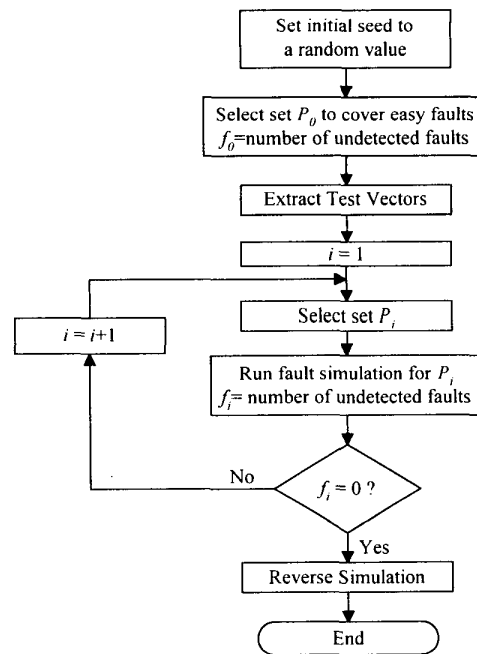 Set initial seed to
a random value
Select set P₀ to cover easy faults
f₀=number of undetected faults
Extract Test Vectors
i = 1
Select set Pᵢ
i = i+1
Run fault simulation for Pᵢ
fᵢ= number of undetected faults
No
fᵢ = 0 ?
Yes
Reverse Simulation
End